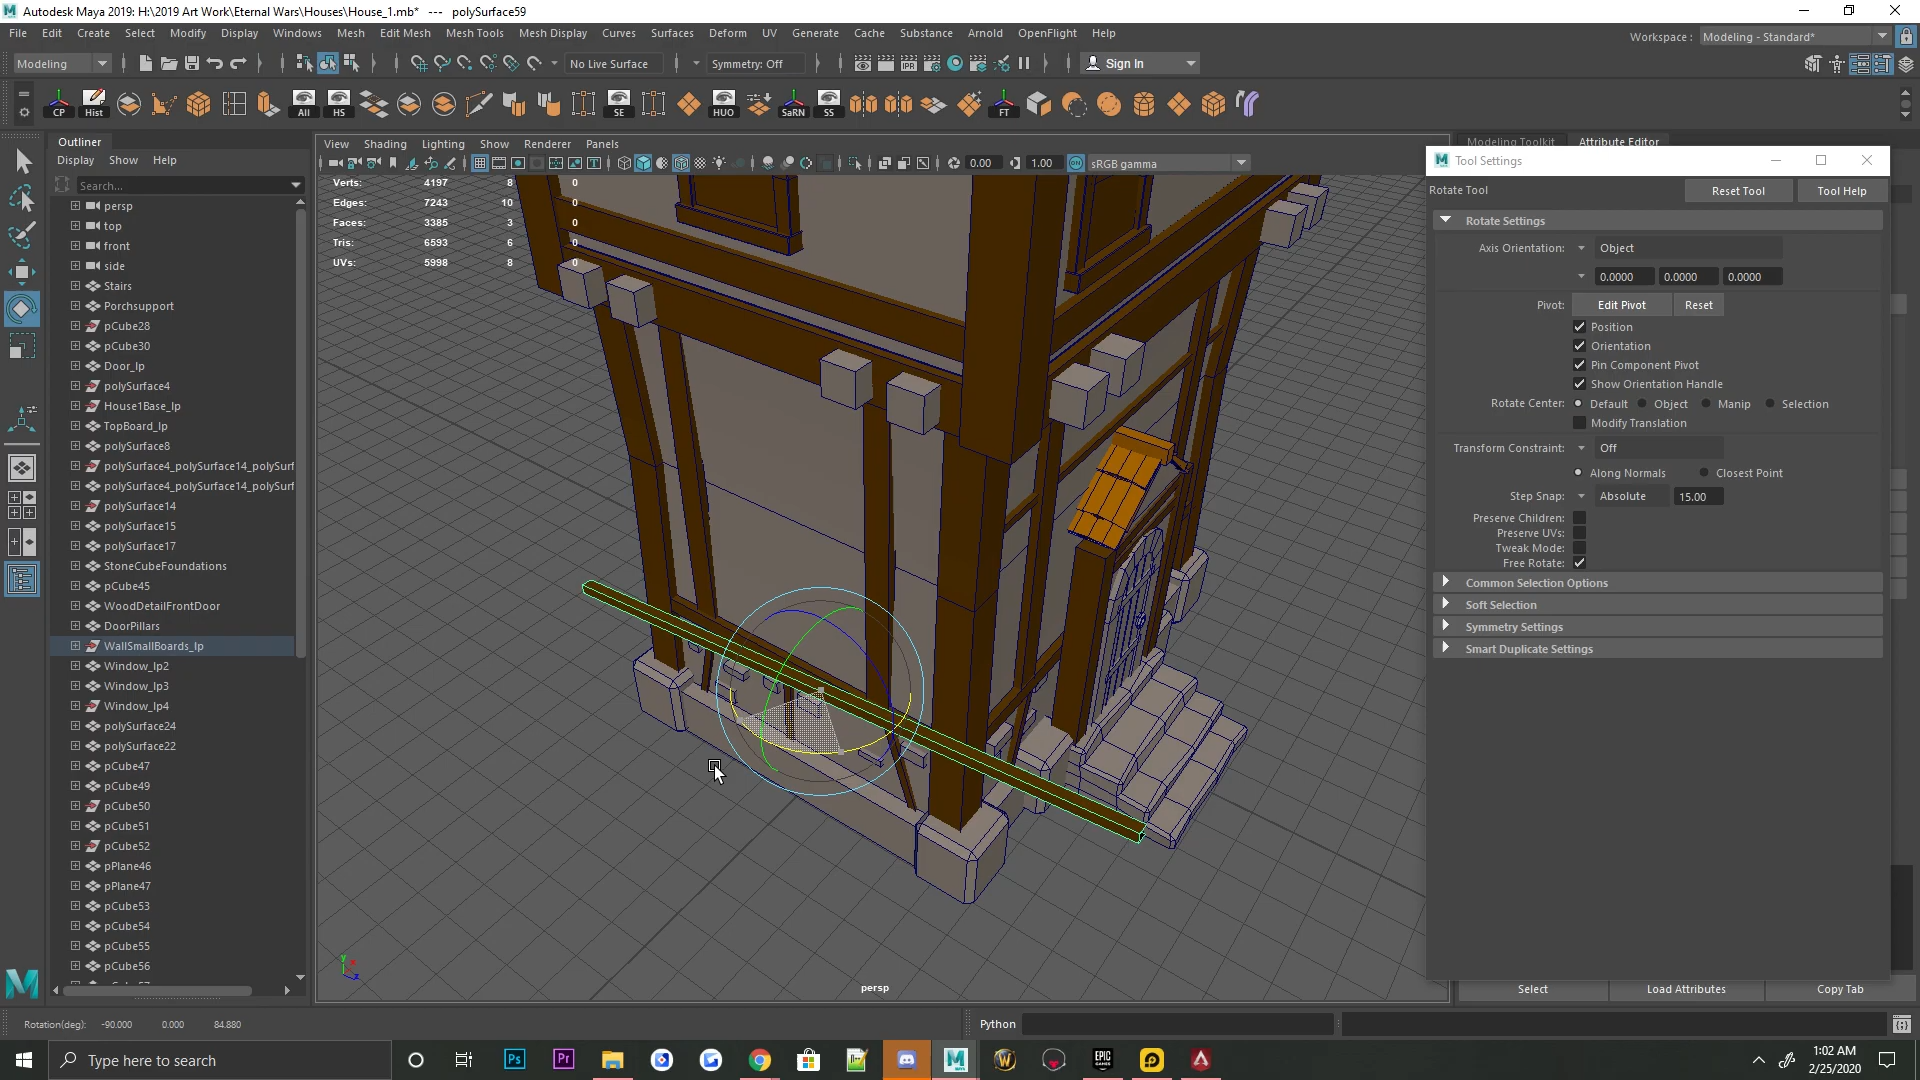 Autodesk Maya 2019: H:\2019 Art Work\Eternal Wars\Houses\House_1.mb* --- polySurface59
File Edit Create Select Modify Display Windows Mesh Edit Mesh Mesh Tools Mesh Display Curves Surfaces Deform UV Generate Cache Substance Arnold OpenFlight Help
Workspace : Modeling - Standard*
Modeling No Live Surface Symmetry: Off IPR Sign In
CP Hist All HS SE HUO SaRN SS FT
Outliner
Display Show Help
Search...
persp
top
front
side
Stairs
Porchsupport
pCube28
pCube30
Door_lp
polySurface4
House1Base_lp
TopBoard_lp
polySurface8
polySurface4_polySurface14_polySurf
polySurface4_polySurface14_polySurf
polySurface14
polySurface15
polySurface17
StoneCubeFoundations
pCube45
WoodDetailFrontDoor
DoorPillars
WallSmallBoards_lp
Window_lp2
Window_lp3
Window_lp4
polySurface24
polySurface22
pCube47
pCube49
pCube50
pCube51
pCube52
pPlane46
pPlane47
pCube53
pCube54
pCube55
pCube56
View Shading Lighting Show Renderer Panels
0.00 1.00 sRGB gamma
Verts: 4197 8 0
Edges: 7243 10 0
Faces: 3385 3 0
Tris: 6593 6 0
UVs: 5998 8 0
persp
Modeling Toolkit Attribute Editor
Tool Settings
Rotate Tool Reset Tool Tool Help
Rotate Settings
Axis Orientation: Object
0.0000 0.0000 0.0000
Pivot: Edit Pivot Reset
Position
Orientation
Pin Component Pivot
Show Orientation Handle
Rotate Center: Default Object Manip Selection
Modify Translation
Transform Constraint: Off
Along Normals Closest Point
Step Snap: Absolute 15.00
Preserve Children:
Preserve UVs:
Tweak Mode:
Free Rotate:
Common Selection Options
Soft Selection
Symmetry Settings
Smart Duplicate Settings
Select Load Attributes Copy Tab
Rotation(deg): -90.000 0.000 84.880
Python
Type here to search
Ps Pr
EPIC GAMES
1:02 AM
2/25/2020